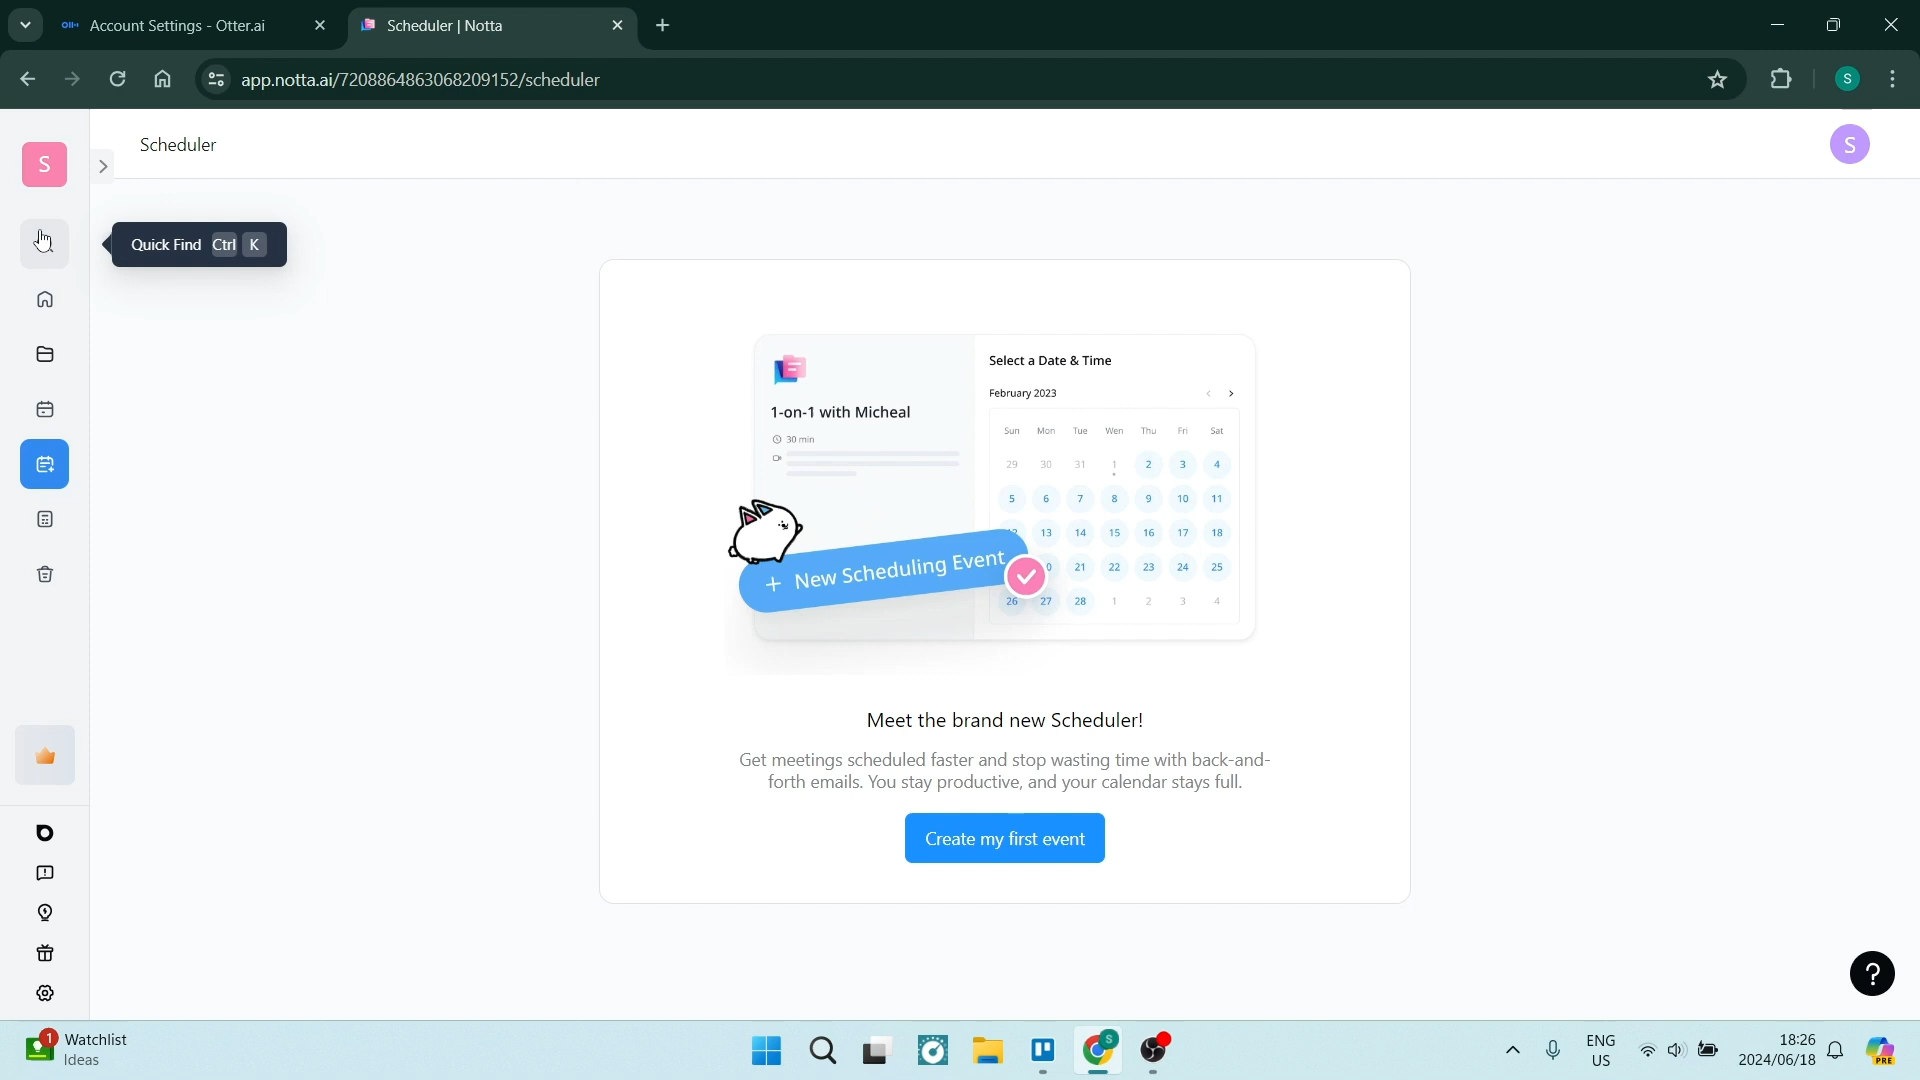 Account Settings - Otter.ai
Scheduler | Notta
app.notta.ai/7208864863068209152/scheduler
S
S
Scheduler
S
Quick Find Ctrl K
1-on-1 with Micheal
30 min
Select a Date & Time
February 2023
Sun Mon Tue Wen Thu Fri Sat
29 30 31 1 2 3 4
5 6 7 8 9 10 11
12 13 14 15 16 17 18
0 21 22 23 24 25
26 27 28 1 2 3 4
+ New Scheduling Event
Meet the brand new Scheduler!
Get meetings scheduled faster and stop wasting time with back-and-
forth emails. You stay productive, and your calendar stays full.
Create my first event
?
1
Watchlist
Ideas
S
ENG
US
18:26
2024/06/18
PRE